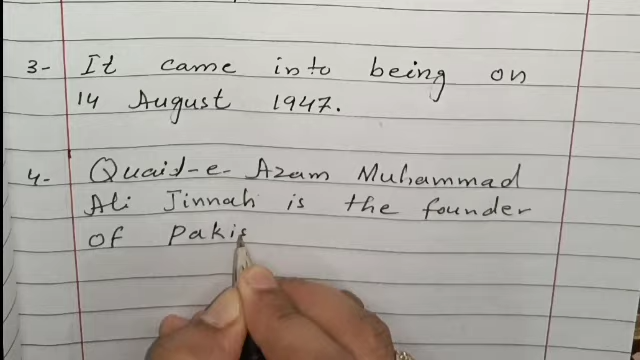 3- It came into being on
14 August 1947.
4- Quaid-e-Azam Muhammad
Ali Jinnah is the founder
of Pakis